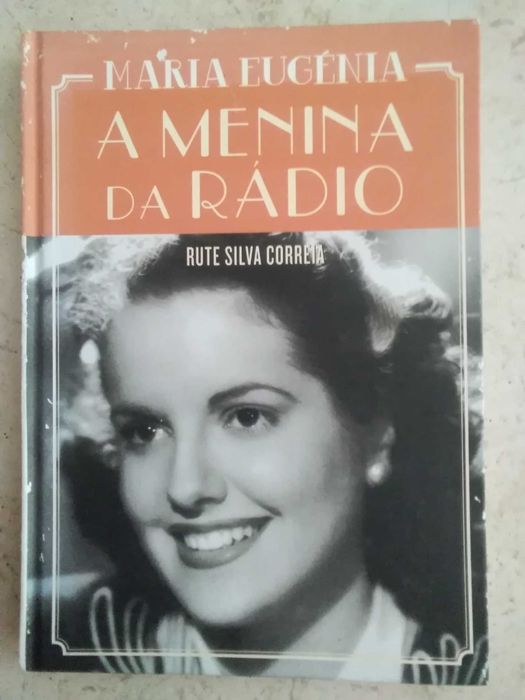 MARIA EUGÉNIA
A MENINA
DA RÁDIO
RUTE SILVA CORREIA